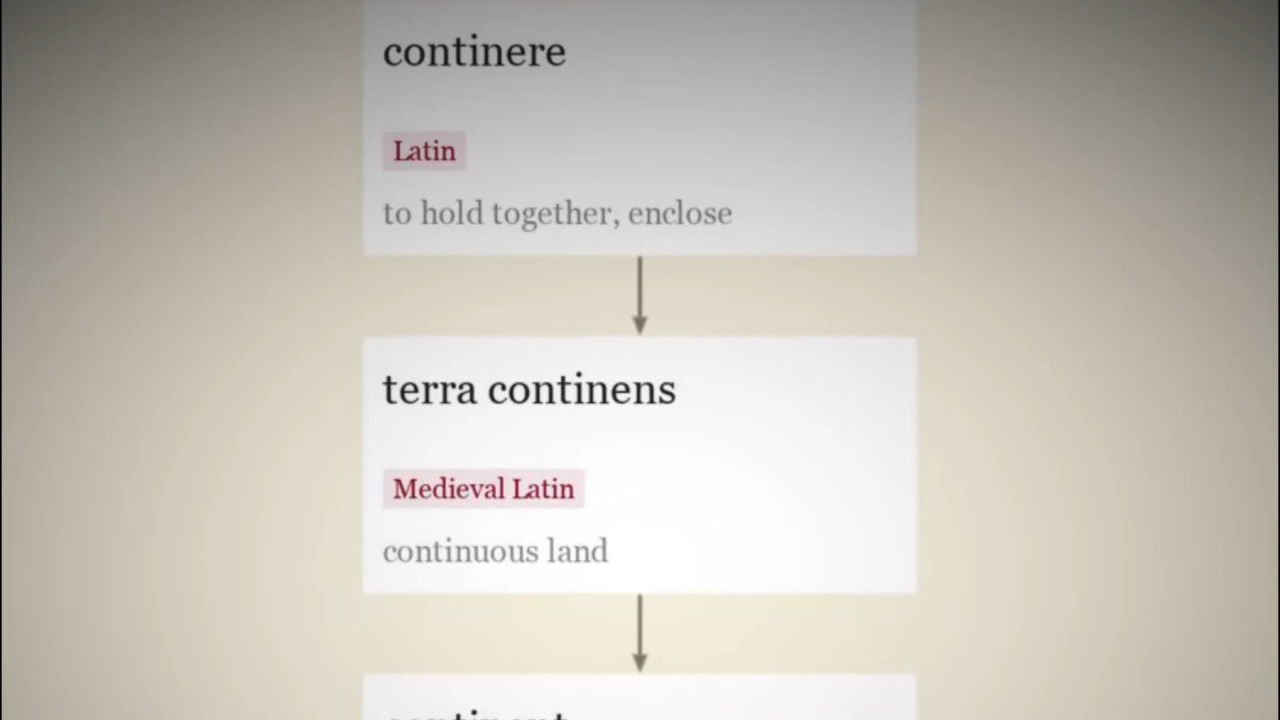 continere
Latin
to hold together, enclose
terra continens
Medieval Latin
continuous land